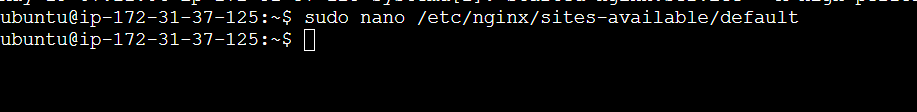 ubuntu@ip-172-31-37-125:~$ sudo nano /etc/nginx/sites-available/default
ubuntu@ip-172-31-37-125:~$